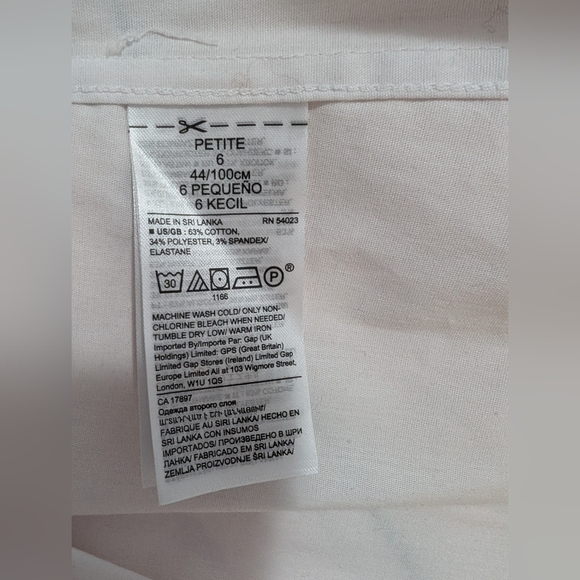 PETITE
6
44/100CM
6 PEQUEÑO
6 KECIL
MADE IN SRI LANKA RN 54023
■ US/GB : 63% COTTON,
34% POLYESTER, 3% SPANDEX/
ELASTANE
30 P ®
1166
MACHINE WASH COLD/ ONLY NON-
CHLORINE BLEACH WHEN NEEDED/
TUMBLE DRY LOW/ WARM IRON
Imported By/Importe Par: Gap (UK
Holdings) Limited: GPS (Great Britain)
Limited Gap Stores (Ireland) Limited Gap
Europe Limited All at 103 Wigmore Street,
London, W1U 1QS
CA 17897
Одежда второго слоя
FABRIQUE AU SIRI LANKA/ HECHO EN
SRI LANKA CON INSUMOS
IMPORTADOS/ ПРОИЗВЕДЕНО В ШРИ
ЛАНКА/ FABRICADO EM SRI LANKA/
ZEMLJA PROIZVODNJE ŠRI LANKA/